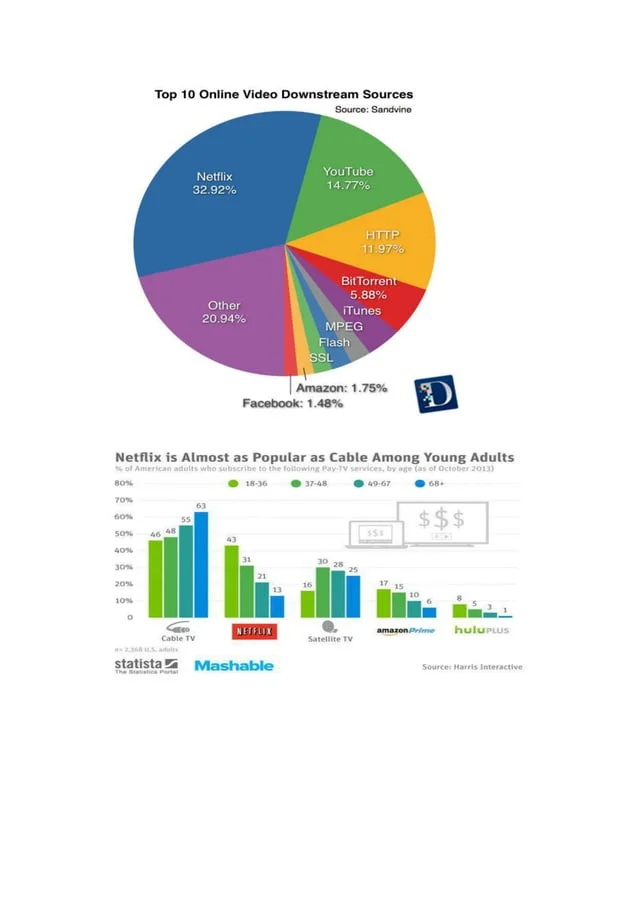 Top 10 Online Video Downstream Sources
Source: Sandvine
Netflix
32.92%
YouTube
14.77%
HTTP
11.97%
BitTorrent
5.88%
iTunes
MPEG
Flash
SSL
Other
20.94%
Amazon: 1.75%
Facebook: 1.48%
D
Netflix is Almost as Popular as Cable Among Young Adults
% of American adults who subscribe to the following Pay-TV services, by age (as of October 2013)
80%
18-36 37-48 49-67 68+
70%
60%
50%
40%
30%
20%
10%
0
46 48 55 63
43 31 21 13
16 30 28 25
17 15 10 6
8 5 3 1
$$$
$$$
Cable TV
NETFLIX
Satellite TV
amazonPrime
huluPLUS
n= 2,368 U.S. adults
statista
The Statistics Portal
Mashable
Source: Harris Interactive